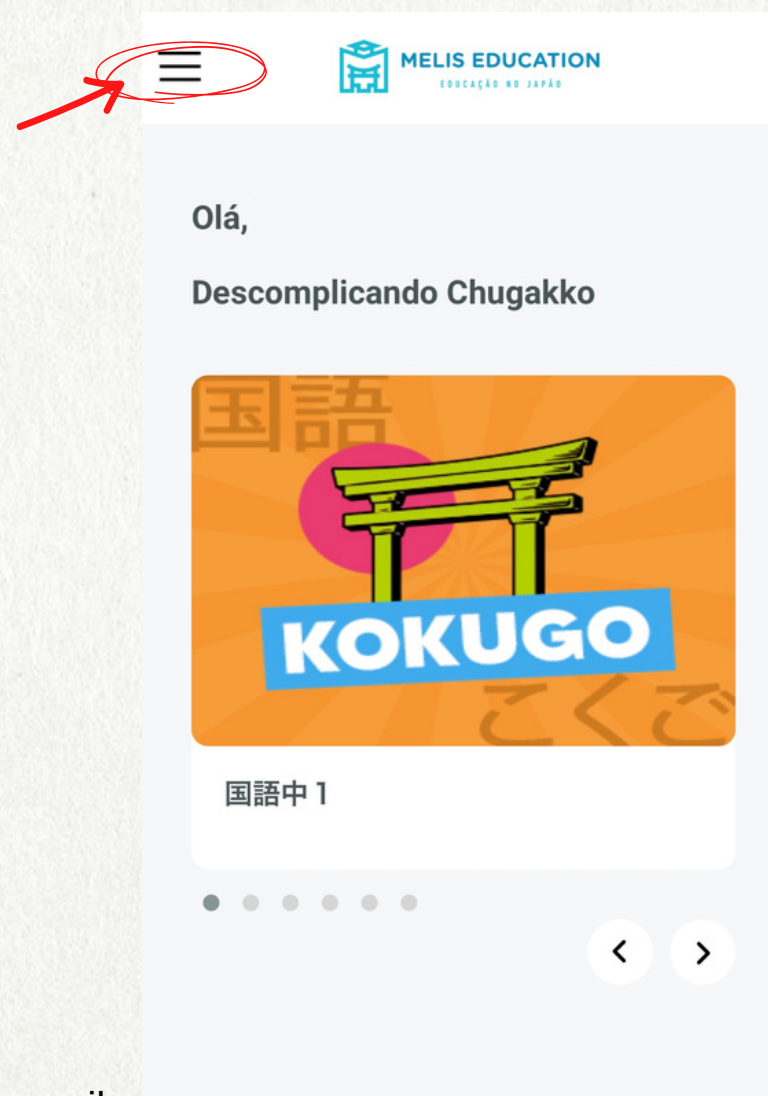 MELIS EDUCATION
EDUCAÇÃO NO JAPÃO
Olá,
Descomplicando Chugakko
国語
KOKUGO
こくご
国語中1